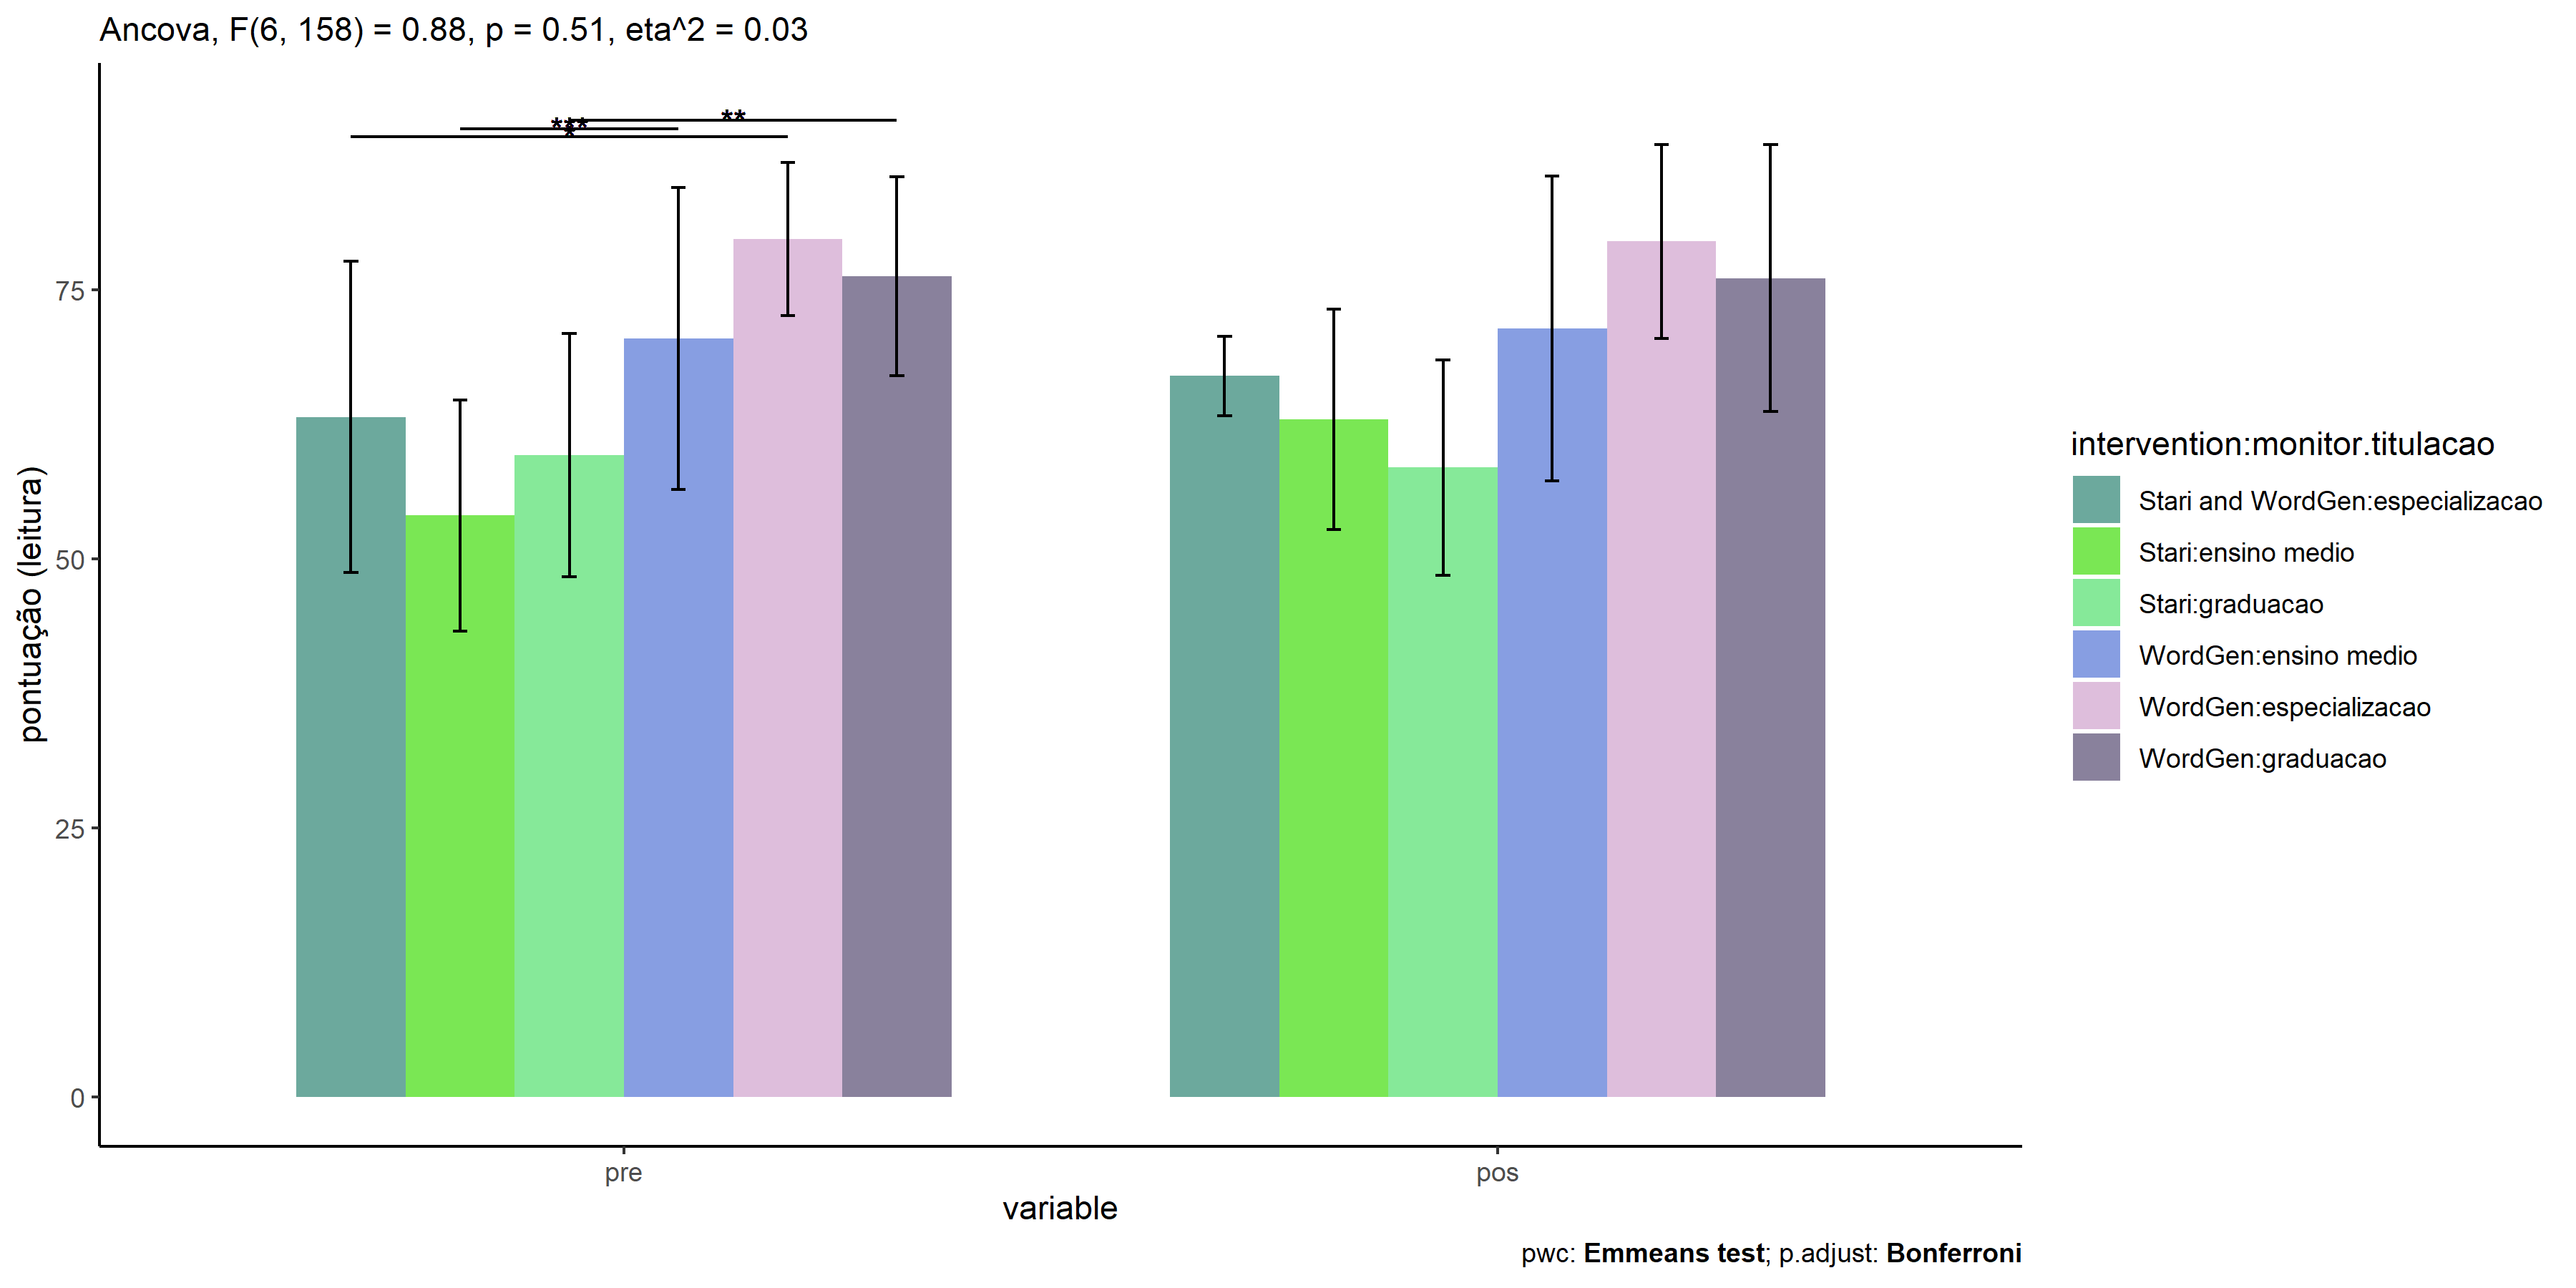 Ancova, F(6, 158) = 0.88, p = 0.51, eta^2 = 0.03
**
***
*
75
50
25
0
pontuação (leitura)
pre
pos
variable
intervention:monitor.titulacao
Stari and WordGen:especializacao
Stari:ensino medio
Stari:graduacao
WordGen:ensino medio
WordGen:especializacao
WordGen:graduacao
pwc: Emmeans test; p.adjust: Bonferroni